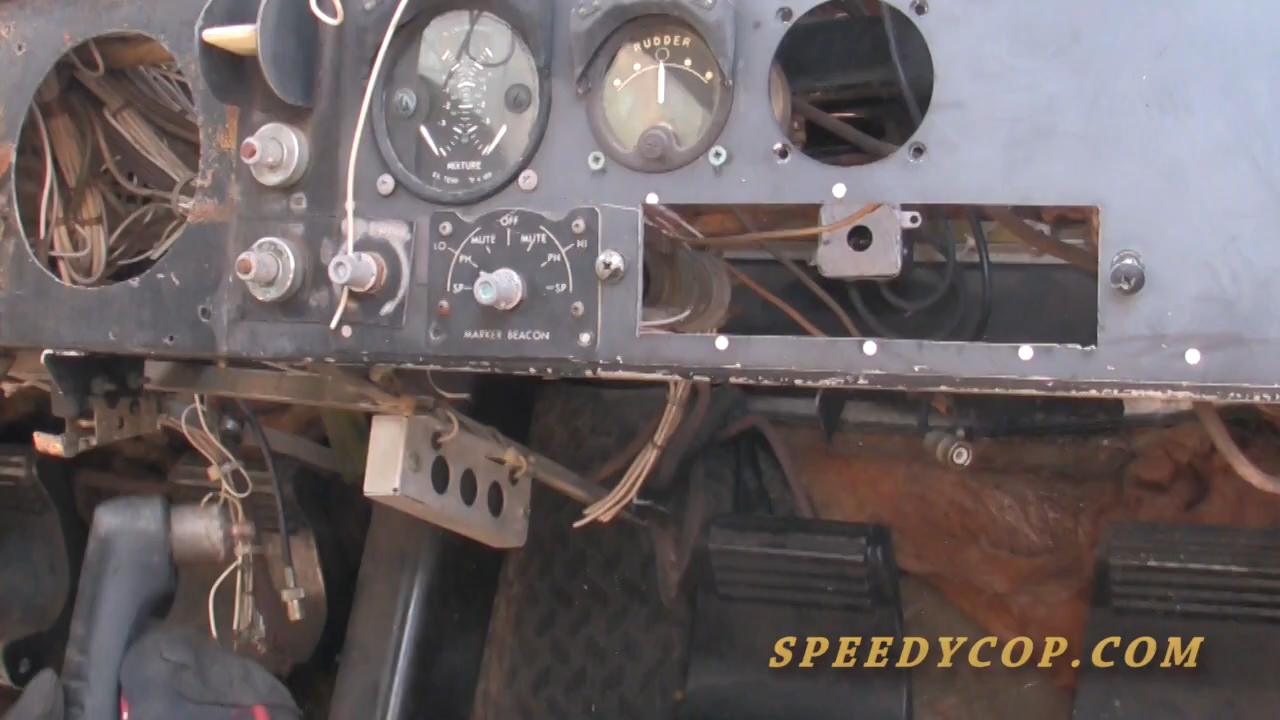 RUDDER
MIXTURE
OFF
MUTE MUTE
LO HI
PH PH
SP SP
MARKER BEACON
SPEEDYCOP.COM